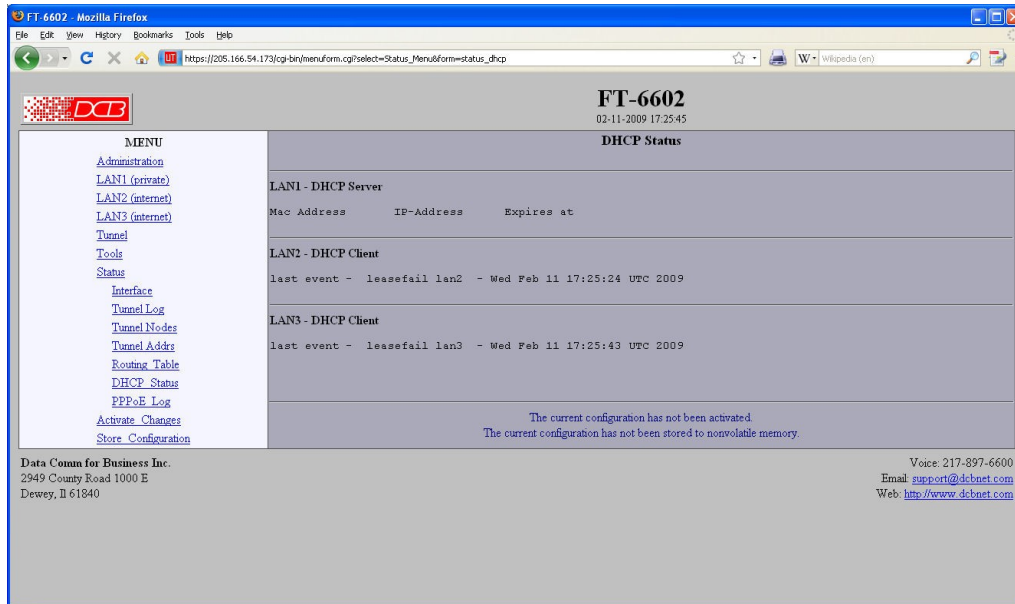 FT-6602 - Mozilla Firefox
File Edit View History Bookmarks Tools Help
https://205.166.54.173/cgi-bin/menuform.cgi?select=Status_Menu&form=status_dhcp
W Wikipedia (en)
DCB
FT-6602
02-11-2009 17:25:45
MENU
Administration
LAN1 (private)
LAN2 (internet)
LAN3 (internet)
Tunnel
Tools
Status
Interface
Tunnel Log
Tunnel Nodes
Tunnel Addrs
Routing Table
DHCP Status
PPPoE Log
Activate Changes
Store Configuration
DHCP Status
LAN1 - DHCP Server
Mac Address IP-Address Expires at
LAN2 - DHCP Client
last event - leasefail lan2 - Wed Feb 11 17:25:24 UTC 2009
LAN3 - DHCP Client
last event - leasefail lan3 - Wed Feb 11 17:25:43 UTC 2009
The current configuration has not been activated.
The current configuration has not been stored to nonvolatile memory.
Data Comm for Business Inc.
2949 County Road 1000 E
Dewey, Il 61840
Voice: 217-897-6600
Email: support@dcbnet.com
Web: http://www.dcbnet.com